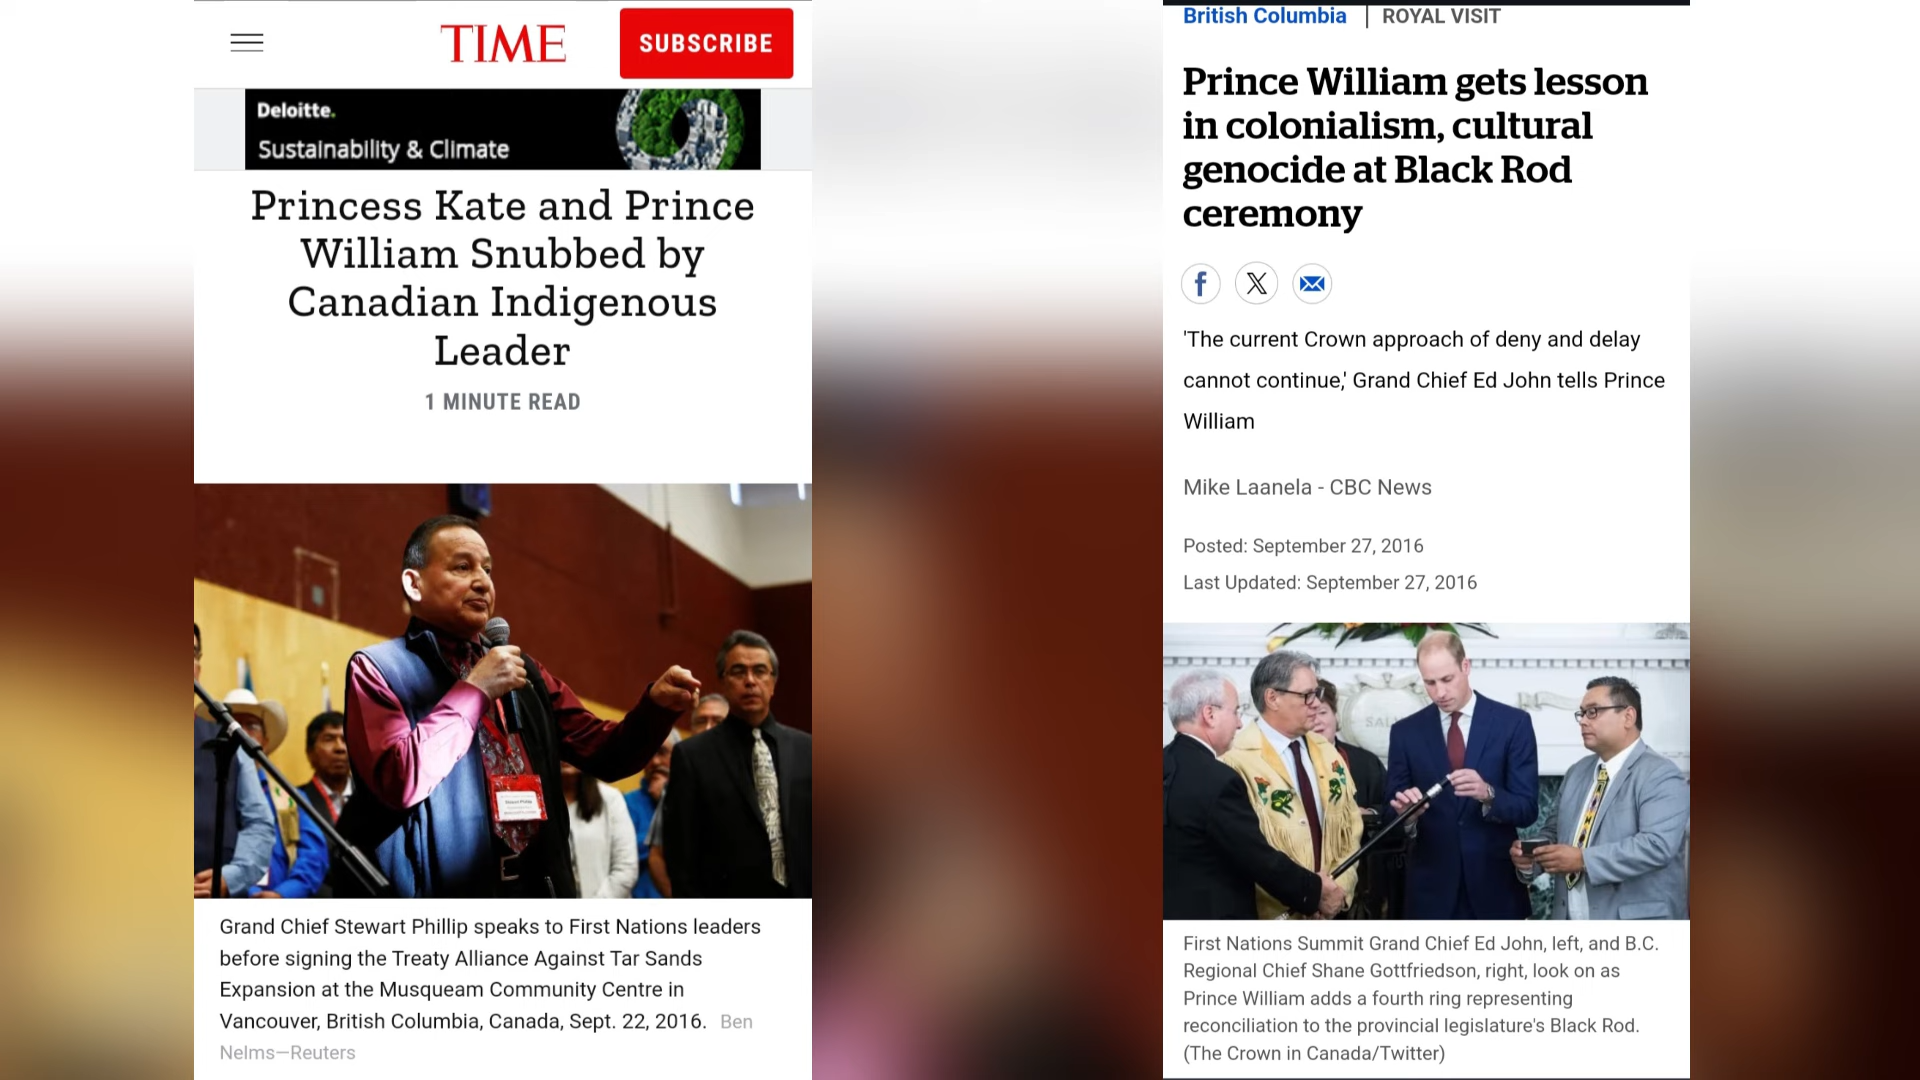 TIME
SUBSCRIBE
Deloitte.
Sustainability & Climate
Princess Kate and Prince
William Snubbed by
Canadian Indigenous
Leader
1 MINUTE READ
Grand Chief Stewart Phillip speaks to First Nations leaders
before signing the Treaty Alliance Against Tar Sands
Expansion at the Musqueam Community Centre in
Vancouver, British Columbia, Canada, Sept. 22, 2016. Ben
Nelms—Reuters
British Columbia | ROYAL VISIT
Prince William gets lesson
in colonialism, cultural
genocide at Black Rod
ceremony
'The current Crown approach of deny and delay
cannot continue,' Grand Chief Ed John tells Prince
William
Mike Laanela - CBC News
Posted: September 27, 2016
Last Updated: September 27, 2016
First Nations Summit Grand Chief Ed John, left, and B.C.
Regional Chief Shane Gottfriedson, right, look on as
Prince William adds a fourth ring representing
reconciliation to the provincial legislature's Black Rod.
(The Crown in Canada/Twitter)